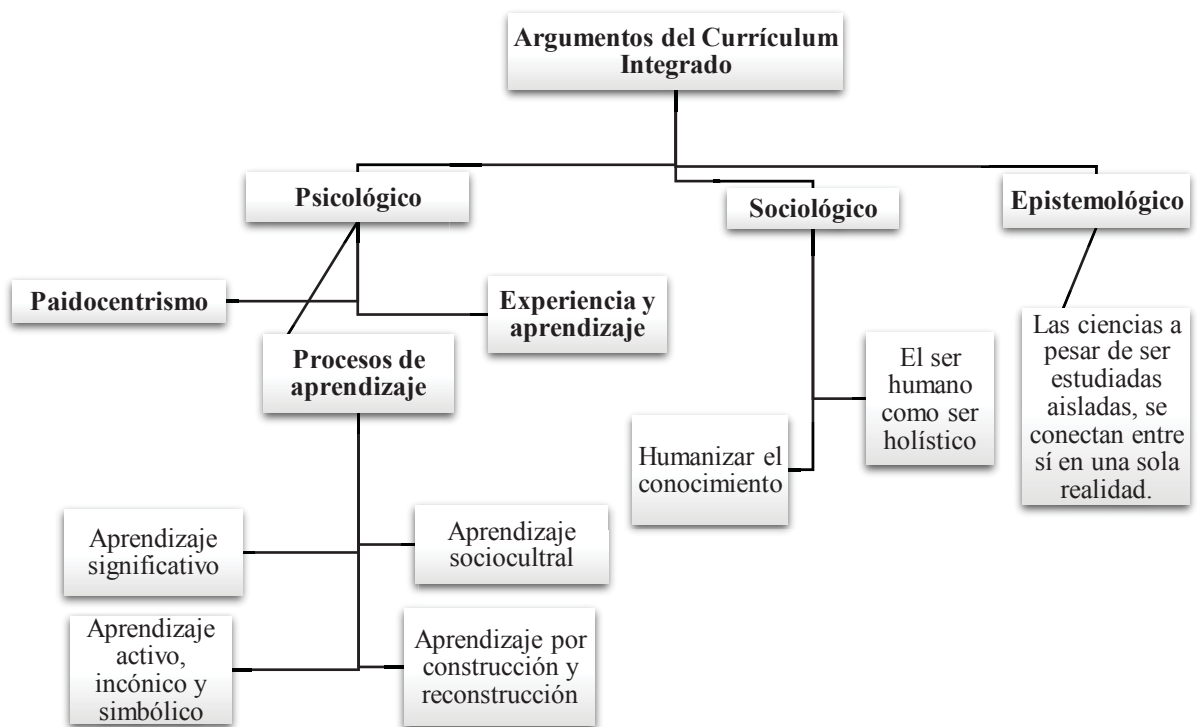 Argumentos del Currículum
Integrado
Psicológico
Sociológico
Epistemológico
Paidocentrismo
Experiencia y
aprendizaje
Procesos de
aprendizaje
Las ciencias a
pesar de ser
estudiadas
aisladas, se
conectan entre
sí en una sola
realidad.
El ser
humano
como ser
holístico
Humanizar el
conocimiento
Aprendizaje
significativo
Aprendizaje
sociocultral
Aprendizaje
activo,
incónico y
simbólico
Aprendizaje por
construcción y
reconstrucción